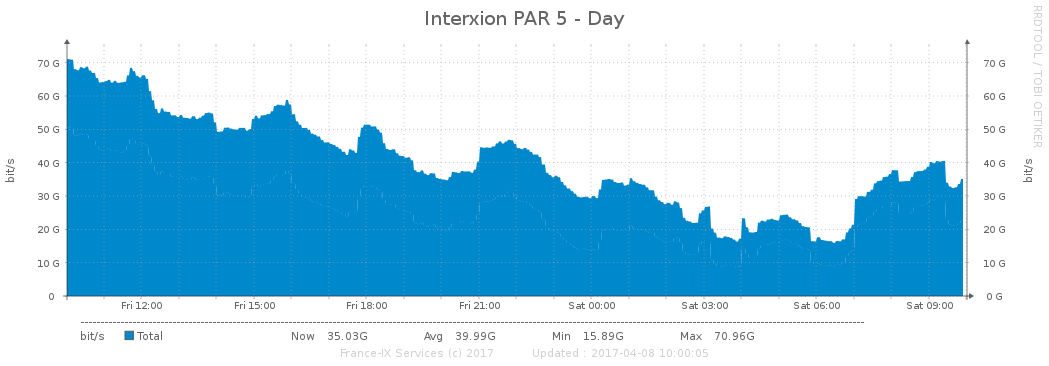 Interxion PAR 5 - Day
RRDTOOL / TOBI OETIKER
bit/s
70 G 70 G
60 G 60 G
50 G 50 G
40 G 40 G
30 G 30 G
20 G 20 G
10 G 10 G
0 0 G
bit/s
Fri 12:00 Fri 15:00 Fri 18:00 Fri 21:00 Sat 00:00 Sat 03:00 Sat 06:00 Sat 09:00
bit/s Total Now 35.03G Avg 39.99G Min 15.89G Max 70.96G
France-IX Services (c) 2017 Updated : 2017-04-08 10:00:05